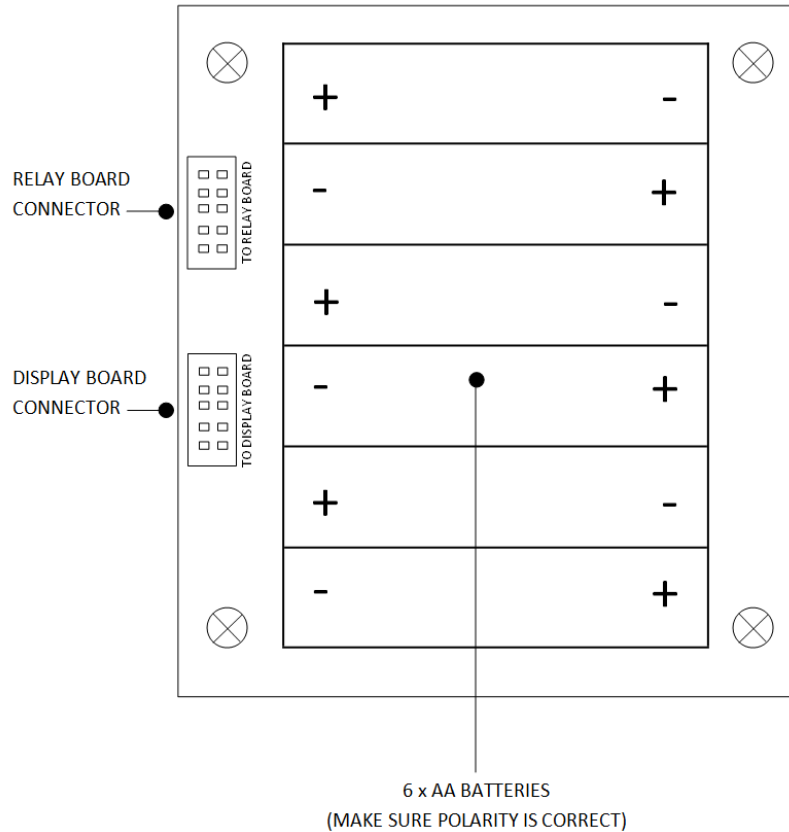 + -
RELAY BOARD
CONNECTOR
TO RELAY BOARD
- +
+ -
DISPLAY BOARD
CONNECTOR
TO DISPLAY BOARD
- +
+ -
- +
6 x AA BATTERIES
(MAKE SURE POLARITY IS CORRECT)